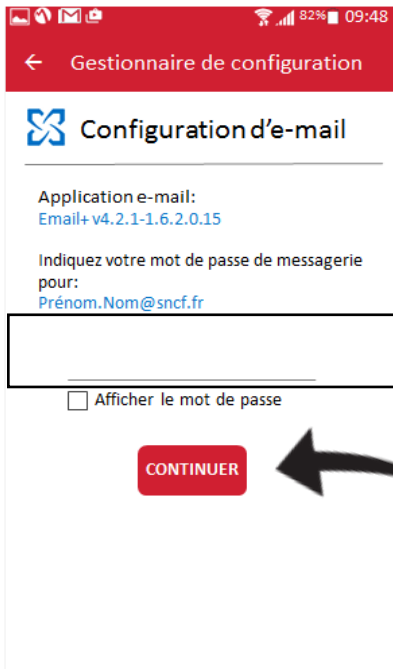 82% 09:48
← Gestionnaire de configuration
Configuration d'e-mail
Application e-mail:
Email+ v4.2.1-1.6.2.0.15
Indiquez votre mot de passe de messagerie
pour:
Prénom.Nom@sncf.fr
Afficher le mot de passe
CONTINUER